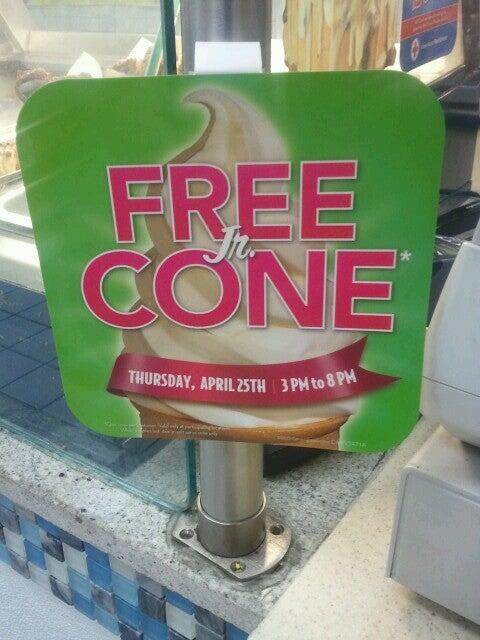 FREE
Jr.
CONE*
THURSDAY, APRIL 25TH | 3 PM to 8 PM